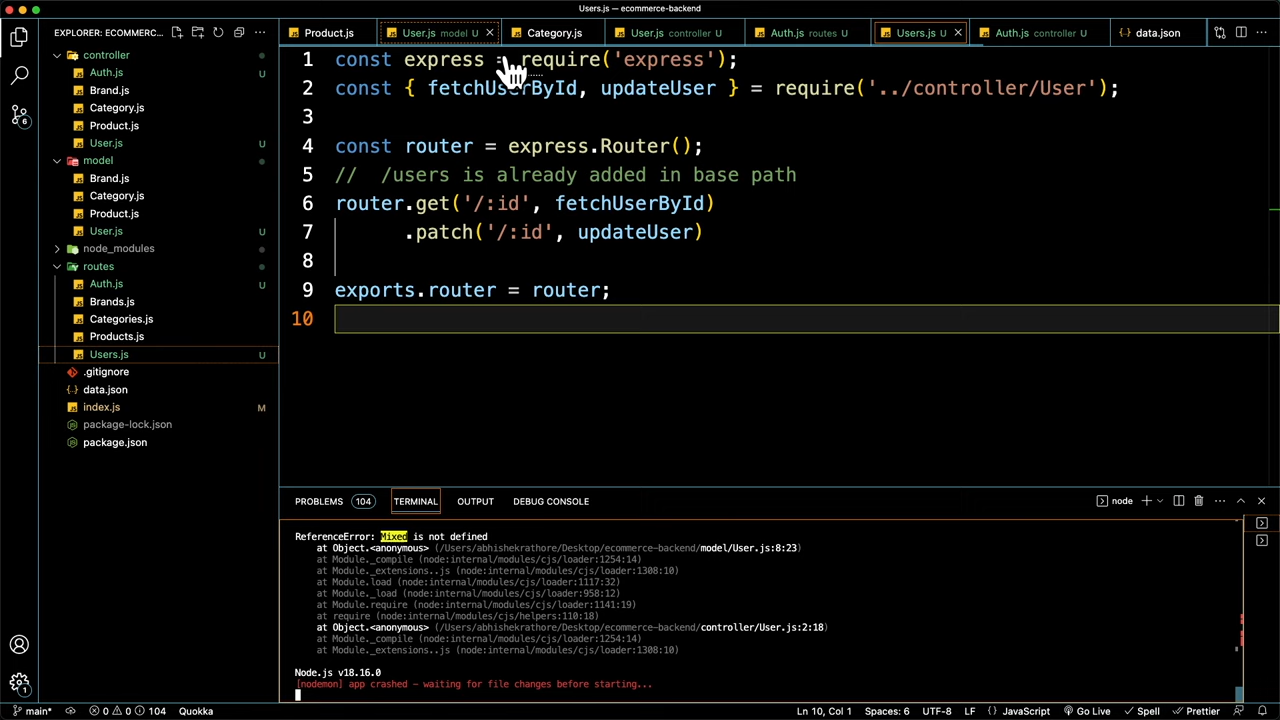 Users.js — ecommerce-backend
EXPLORER: ECOMMERC...
Product.js
User.js model U
Category.js
User.js controller U
Auth.js routes U
Users.js U
Auth.js controller U
data.json
controller
Auth.js U
Brand.js
Category.js
Product.js
User.js U
model
Brand.js
Category.js
Product.js
User.js U
node_modules
routes
Auth.js U
Brands.js
Categories.js
Products.js
Users.js U
.gitignore
data.json
index.js M
package-lock.json
package.json
6
1
1 const express = require('express');
2 const { fetchUserById, updateUser } = require('../controller/User');
3
4 const router = express.Router();
5 // /users is already added in base path
6 router.get('/:id', fetchUserById)
7 .patch('/:id', updateUser)
8
9 exports.router = router;
10
PROBLEMS 104 TERMINAL OUTPUT DEBUG CONSOLE node
ReferenceError: Mixed is not defined
at Object.<anonymous> (/Users/abhishekrathore/Desktop/ecommerce-backend/model/User.js:8:23)
at Module._compile (node:internal/modules/cjs/loader:1254:14)
at Module._extensions..js (node:internal/modules/cjs/loader:1308:10)
at Module.load (node:internal/modules/cjs/loader:1117:32)
at Module._load (node:internal/modules/cjs/loader:958:12)
at Module.require (node:internal/modules/cjs/loader:1141:19)
at require (node:internal/modules/cjs/helpers:110:18)
at Object.<anonymous> (/Users/abhishekrathore/Desktop/ecommerce-backend/controller/User.js:2:18)
at Module._compile (node:internal/modules/cjs/loader:1254:14)
at Module._extensions..js (node:internal/modules/cjs/loader:1308:10)
Node.js v18.16.0
[nodemon] app crashed - waiting for file changes before starting...
main* 0 0 104 Quokka Ln 10, Col 1 Spaces: 6 UTF-8 LF {} JavaScript Go Live Spell Prettier